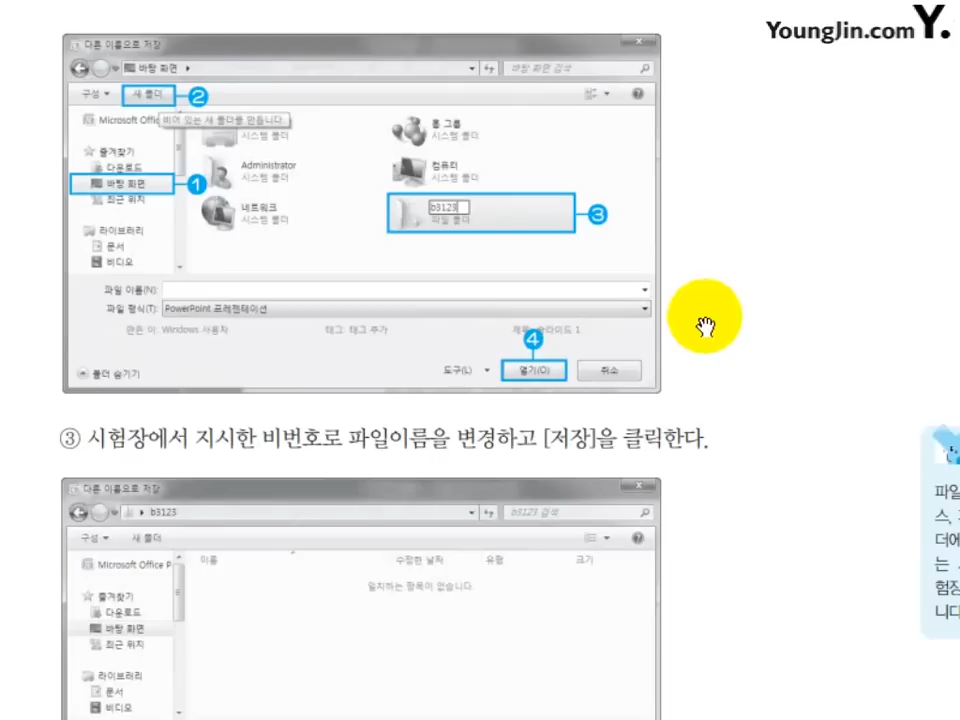 YoungJin.com Y.
다른 이름으로 저장
바탕 화면
바탕 화면 검색
구성
새 폴더
2
Microsoft Offic
비어 있는 새 폴더를 만듭니다.
시스템 폴더
홈 그룹
시스템 폴더
즐겨찾기
다운로드
바탕 화면
1
최근 위치
Administrator
시스템 폴더
컴퓨터
시스템 폴더
네트워크
시스템 폴더
b3123
파일 폴더
3
라이브러리
문서
비디오
파일 이름(N):
파일 형식(T): PowerPoint 프레젠테이션
만든 이: Windows 사용자
태그: 태그 추가
제목: 슬라이드 1
4
폴더 숨기기
도구(L)
열기(O)
취소
③ 시험장에서 지시한 비번호로 파일이름을 변경하고 [저장]을 클릭한다.
다른 이름으로 저장
b3123
b3123 검색
구성
새 폴더
Microsoft Office P
이름
수정한 날짜
유형
크기
일치하는 항목이 없습니다.
즐겨찾기
다운로드
바탕 화면
최근 위치
라이브러리
문서
비디오
파일
스,
더에
는
험장
니다